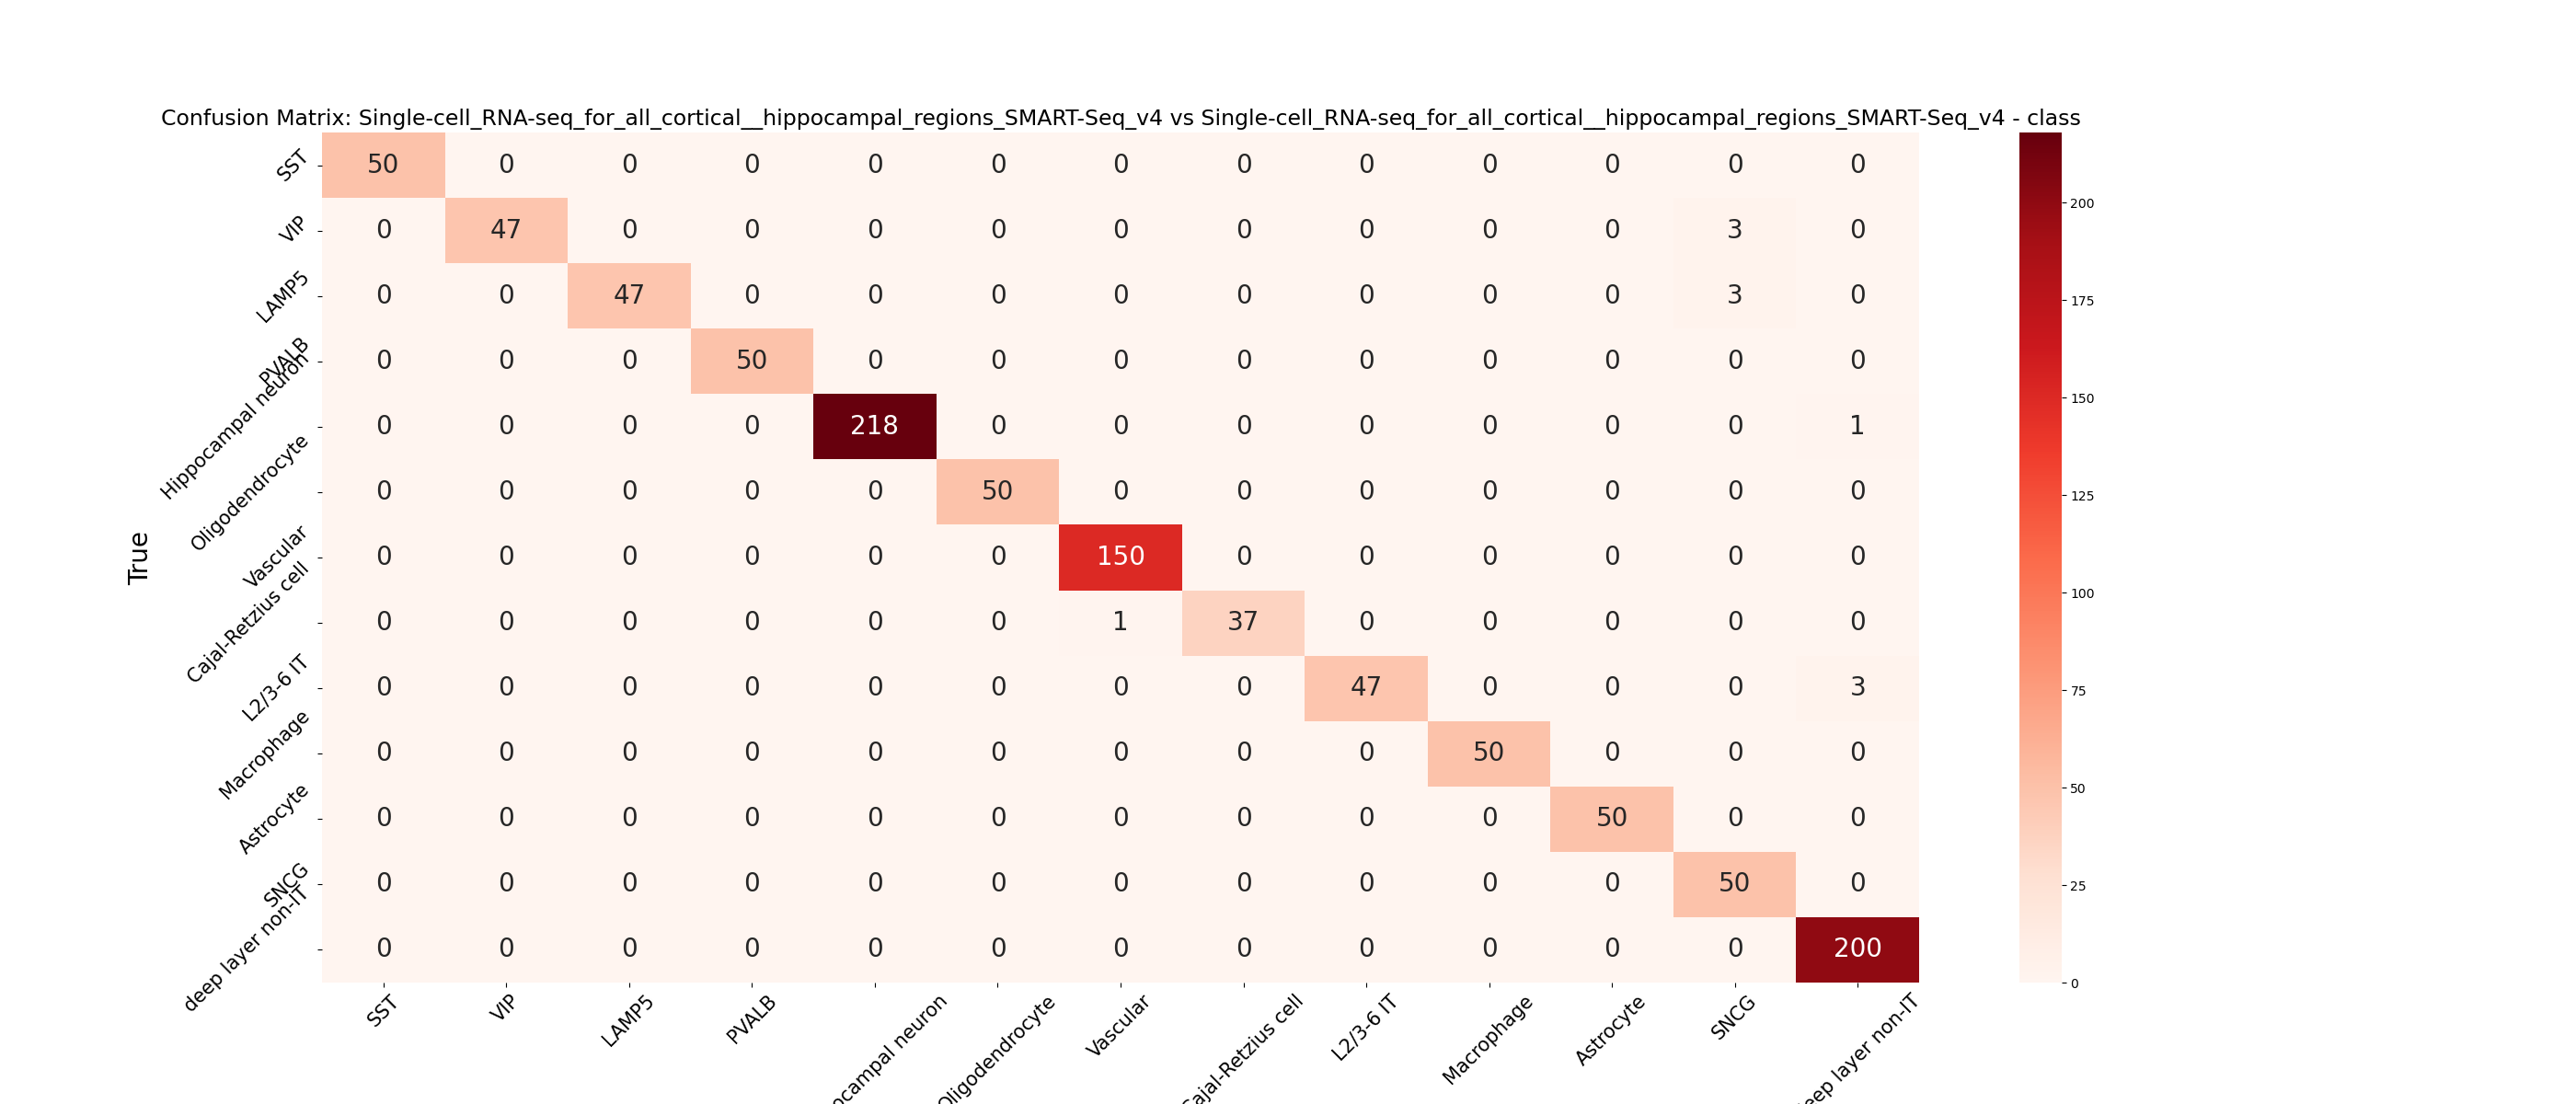 Confusion Matrix: Single-cell_RNA-seq_for_all_cortical__hippocampal_regions_SMART-Seq_v4 vs Single-cell_RNA-seq_for_all_cortical__hippocampal_regions_SMART-Seq_v4 - class
SST 50 0 0 0 0 0 0 0 0 0 0 0 0
VIP 0 47 0 0 0 0 0 0 0 0 0 3 0
LAMP5 0 0 47 0 0 0 0 0 0 0 0 3 0
PVALB 0 0 0 50 0 0 0 0 0 0 0 0 0
Hippocampal neuron 0 0 0 0 218 0 0 0 0 0 0 0 1
Oligodendrocyte 0 0 0 0 0 50 0 0 0 0 0 0 0
Vascular 0 0 0 0 0 0 150 0 0 0 0 0 0
Cajal-Retzius cell 0 0 0 0 0 0 1 37 0 0 0 0 0
L2/3-6 IT 0 0 0 0 0 0 0 0 47 0 0 0 3
Macrophage 0 0 0 0 0 0 0 0 0 50 0 0 0
Astrocyte 0 0 0 0 0 0 0 0 0 0 50 0 0
SNCG 0 0 0 0 0 0 0 0 0 0 0 50 0
deep layer non-IT 0 0 0 0 0 0 0 0 0 0 0 0 200
True
SST VIP LAMP5 PVALB ocampal neuron Oligodendrocyte Vascular Cajal-Retzius cell L2/3-6 IT Macrophage Astrocyte SNCG eep layer non-IT
200
175
150
125
100
75
50
25
0